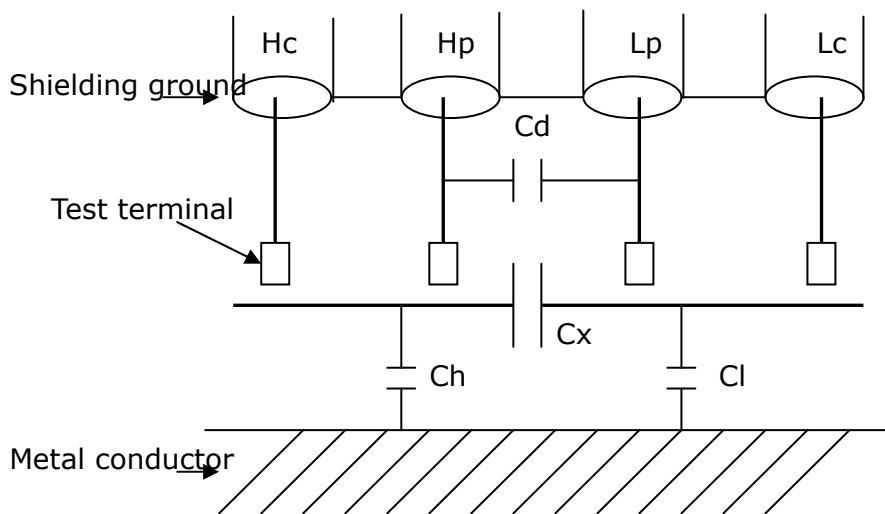 Hc Hp Lp Lc
Shielding ground
Cd
Test terminal
Cx
Ch Cl
Metal conductor